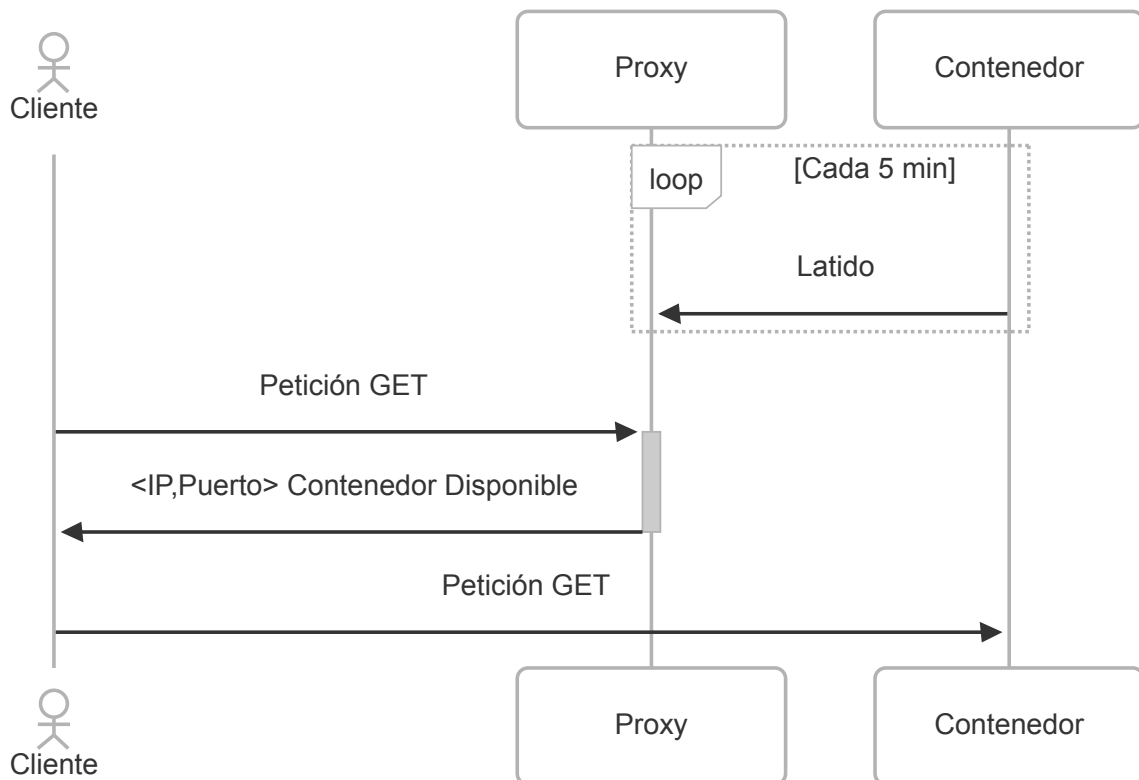 Cliente
Proxy
Contenedor
loop
[Cada 5 min]
Latido
Petición GET
<IP,Puerto> Contenedor Disponible
Petición GET
Cliente
Proxy
Contenedor